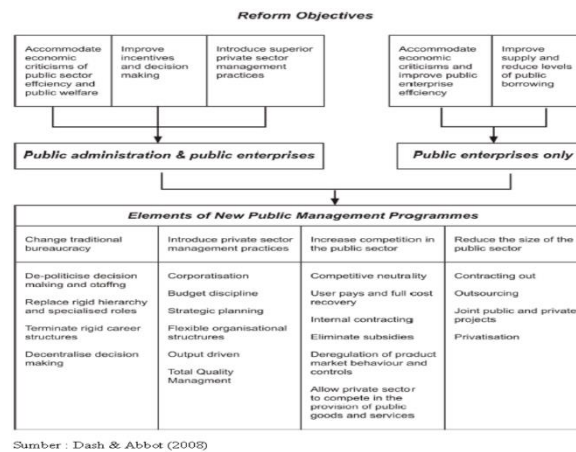 Reform Objectives
Accommodate
economic
criticisms of
public sector
effciency and
public welfare
Improve
incentives
and decision
making
Introduce superior
private sector
management
practices
Accommodate
economic
criticisms and
improve public
enterprise
effciency
Improve
supply and
reduce levels
of public
borrowing
Public administration & public enterprises
Public enterprises only
Elements of New Public Management Programmes
Change traditional
bureaucracy
Introduce private sector
management practices
Increase competition in
the public sector
Reduce the size of the
public sector
De-politicise decision
making and otoffng
Replace rigid hierarchy
and specialised roles
Terminate rigid career
structures
Decentralise decision
making
Corporatisation
Budget discipline
Strategic planning
Flexible organisational
structrures
Output driven
Total Quality
Managment
Competitive neutrality
User pays and full cost
recovery
Internal contracting
Eliminate subsidies
Deregulation of product
market behaviour and
controls
Allow private sector
to compete in the
provision of public
goods and services
Contracting out
Outsourcing
Joint public and private
projects
Privatisation
Sumber : Dash & Abbot (2008)